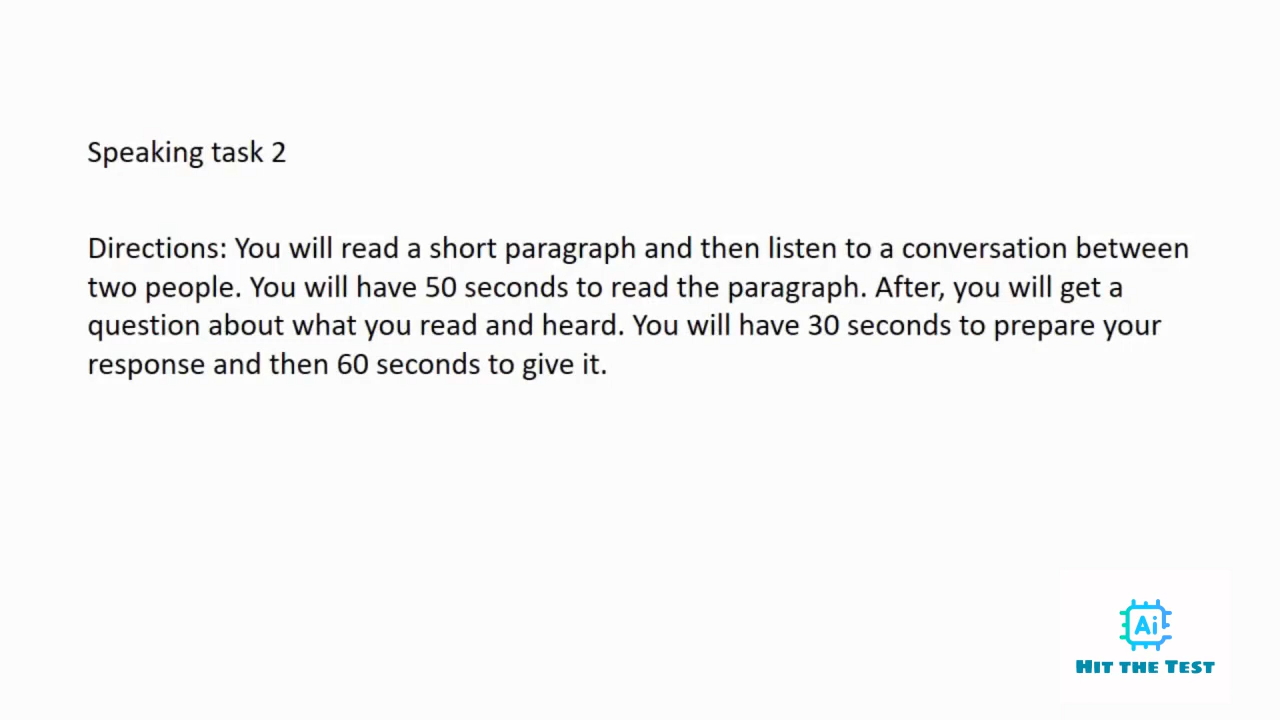 Speaking task 2
Directions: You will read a short paragraph and then listen to a conversation between
two people. You will have 50 seconds to read the paragraph. After, you will get a
question about what you read and heard. You will have 30 seconds to prepare your
response and then 60 seconds to give it.
Ai
Hit the Test